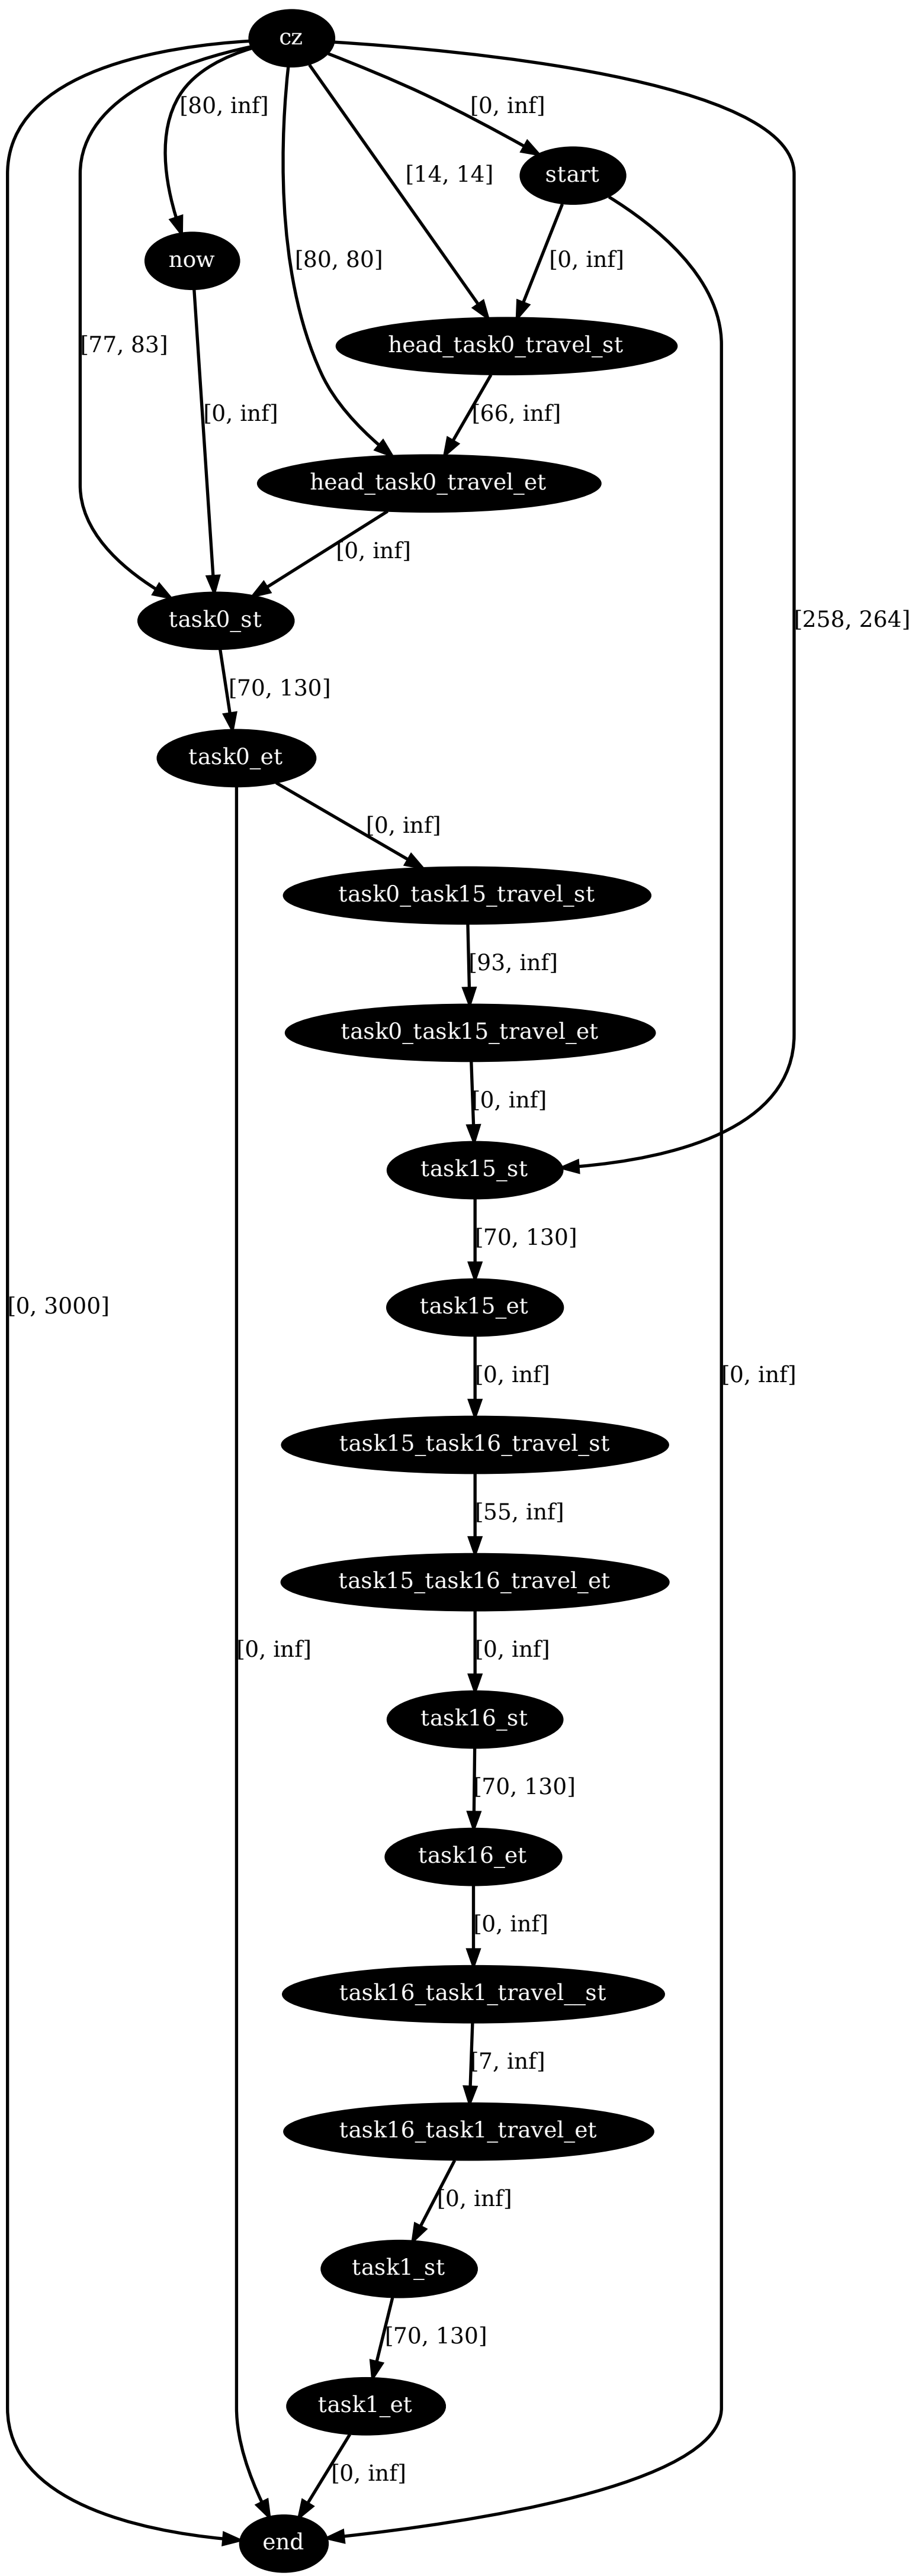 cz
[80, inf]
[0, inf]
[14, 14]
start
now
[80, 80]
[0, inf]
[77, 83]
head_task0_travel_st
[0, inf]
[66, inf]
head_task0_travel_et
[0, inf]
task0_st
[258, 264]
[70, 130]
task0_et
[0, inf]
task0_task15_travel_st
[93, inf]
task0_task15_travel_et
[0, inf]
task15_st
[70, 130]
[0, 3000]
task15_et
[0, inf]
[0, inf]
task15_task16_travel_st
[55, inf]
task15_task16_travel_et
[0, inf]
[0, inf]
task16_st
[70, 130]
task16_et
[0, inf]
task16_task1_travel__st
[7, inf]
task16_task1_travel_et
[0, inf]
task1_st
[70, 130]
task1_et
[0, inf]
end